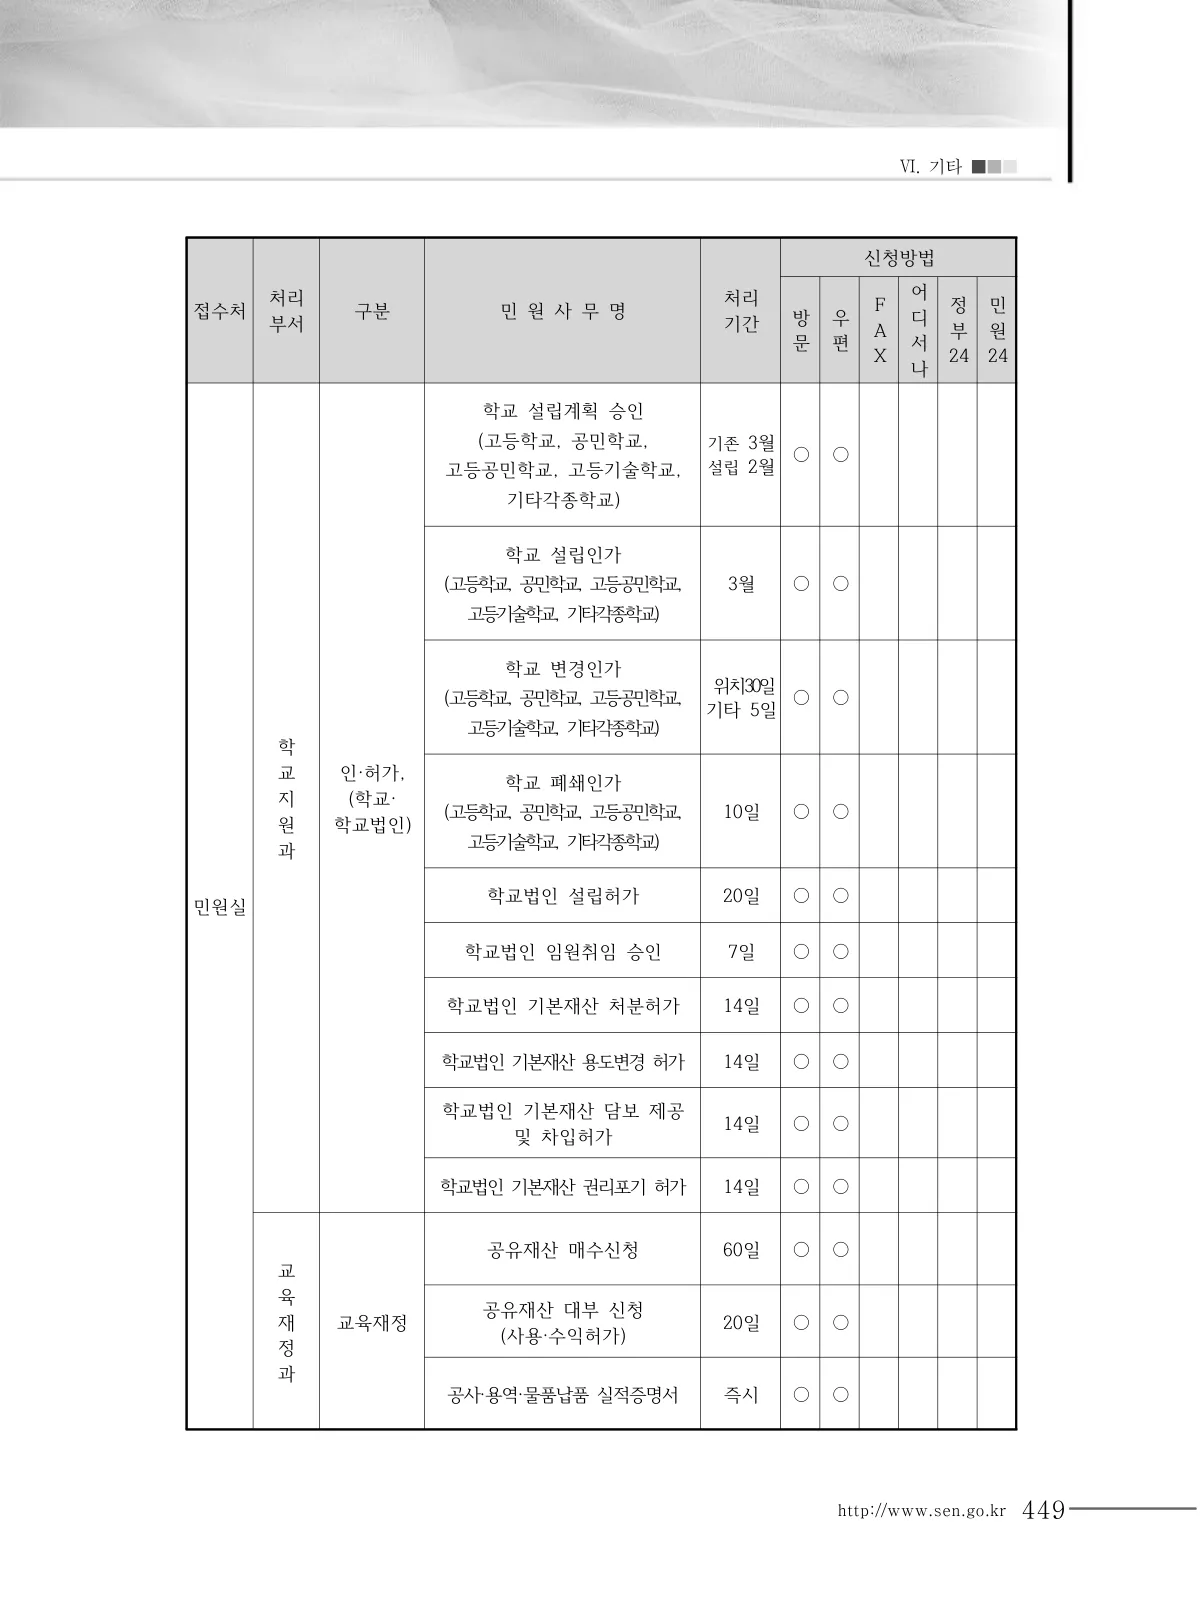 Ⅵ. 기타
접수처
처리
부서
구분
민 원 사 무 명
처리
기간
신청방법
방
문
우
편
F
A
X
어
디
서
나
정
부
24
민
원
24
민원실
학
교
지
원
과
인·허가,
(학교·
학교법인)
학교 설립계획 승인
(고등학교, 공민학교,
고등공민학교, 고등기술학교,
기타각종학교)
기존 3월
설립 2월
○ ○
학교 설립인가
(고등학교, 공민학교, 고등공민학교,
고등기술학교, 기타각종학교)
3월
○ ○
학교 변경인가
(고등학교, 공민학교, 고등공민학교,
고등기술학교, 기타각종학교)
위치30일
기타 5일
○ ○
학교 폐쇄인가
(고등학교, 공민학교, 고등공민학교,
고등기술학교, 기타각종학교)
10일
○ ○
학교법인 설립허가 20일 ○ ○
학교법인 임원취임 승인 7일 ○ ○
학교법인 기본재산 처분허가 14일 ○ ○
학교법인 기본재산 용도변경 허가 14일 ○ ○
학교법인 기본재산 담보 제공
및 차입허가
14일 ○ ○
학교법인 기본재산 권리포기 허가 14일 ○ ○
교
육
재
정
과
교육재정
공유재산 매수신청 60일 ○ ○
공유재산 대부 신청
(사용·수익허가)
20일 ○ ○
공사·용역·물품납품 실적증명서 즉시 ○ ○
http://www.sen.go.kr 449